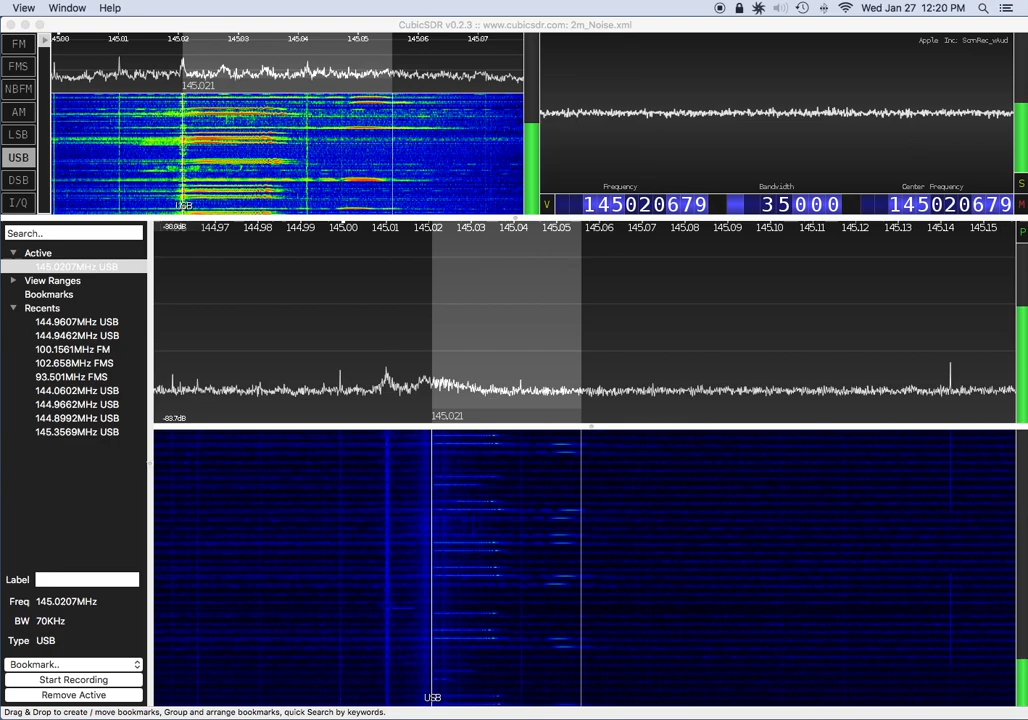 View Window Help Wed Jan 27 12:20 PM
CubicSDR v0.2.3 :: www.cubicsdr.com: 2m_Noise.xml
FM
FMS
NBFM
AM
LSB
USB
DSB
I/Q
145.01 145.02 145.03 145.04 145.05 145.06 145.07
145.021
USB
Apple Inc: ScnRec_vAud
Frequency Bandwidth Center Frequency
V 145020679 35000 145020679 M
S
P
Search..
Active
145.0207MHz USB
View Ranges
Bookmarks
Recents
144.9607MHz USB
144.9462MHz USB
100.1561MHz FM
102.658MHz FMS
93.501MHz FMS
144.0602MHz USB
144.9662MHz USB
144.8992MHz USB
145.3569MHz USB
144.97 144.98 144.99 145.00 145.01 145.02 145.03 145.04 145.05 145.06 145.07 145.08 145.09 145.10 145.11 145.12 145.13 145.14 145.15
145.021
-83.7dB
USB
Label
Freq 145.0207MHz
BW 70KHz
Type USB
Bookmark..
Start Recording
Remove Active
Drag & Drop to create / move bookmarks, Group and arrange bookmarks, quick Search by keywords.